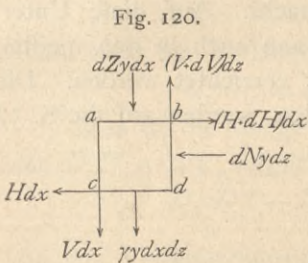 Fig. 120.
dZydx (V+dV)dz
a b
(H+dH)dx
dNydz
Hdx c d
Vdx γydxdz